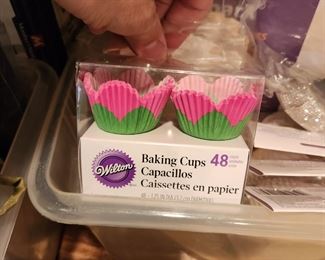 Wilton
Baking Cups 48
Capacillos
Caissettes en papier